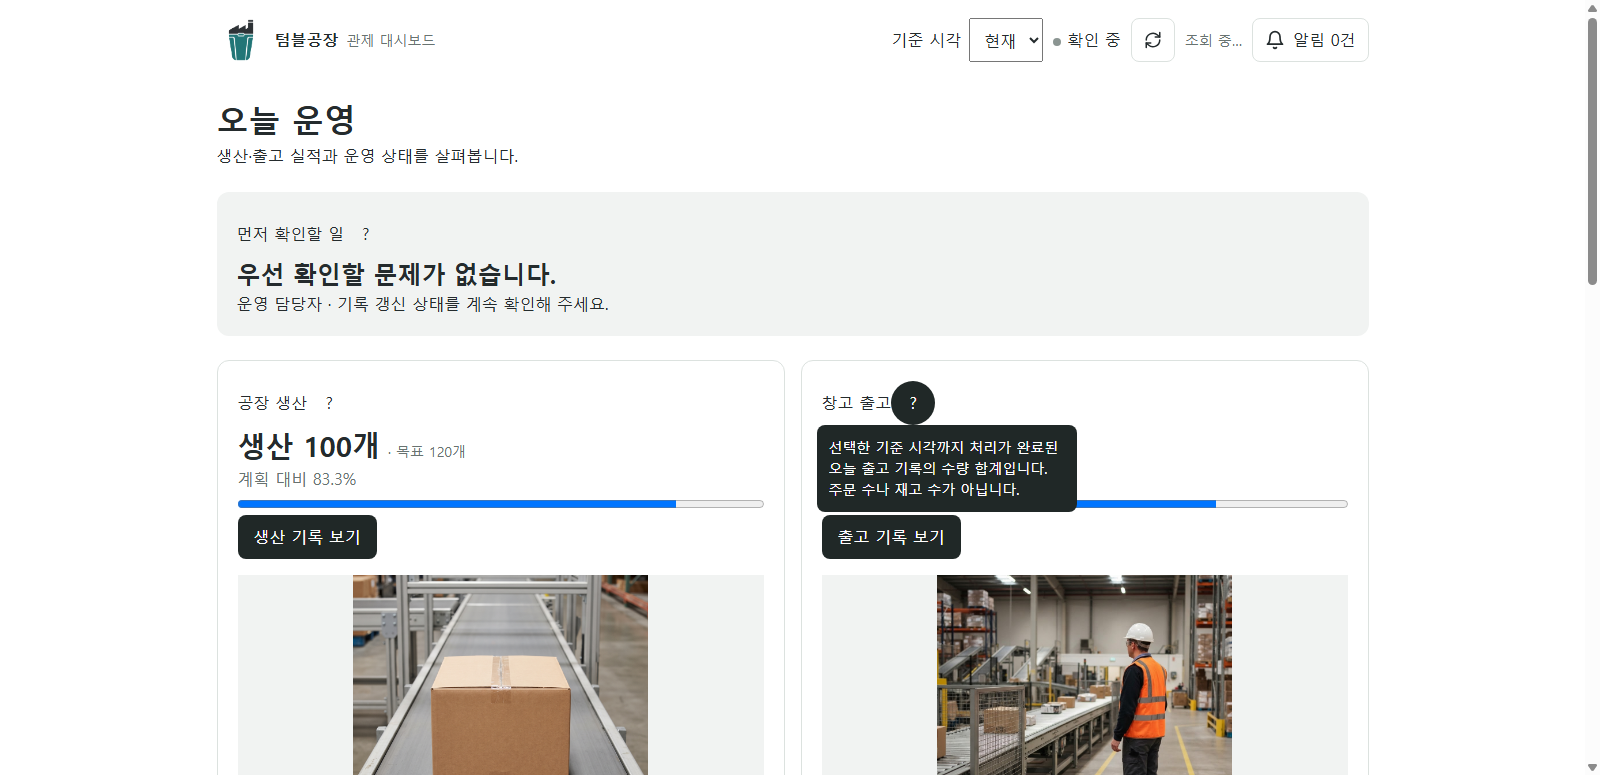 텀블공장 관제 대시보드
기준 시각 현재 확인 중 조회 중... 알림 0건
오늘 운영
생산·출고 실적과 운영 상태를 살펴봅니다.
먼저 확인할 일 ?
우선 확인할 문제가 없습니다.
운영 담당자 · 기록 갱신 상태를 계속 확인해 주세요.
공장 생산 ?
생산 100개 · 목표 120개
계획 대비 83.3%
생산 기록 보기
창고 출고 ?
선택한 기준 시각까지 처리가 완료된
오늘 출고 기록의 수량 합계입니다.
주문 수나 재고 수가 아닙니다.
출고 기록 보기